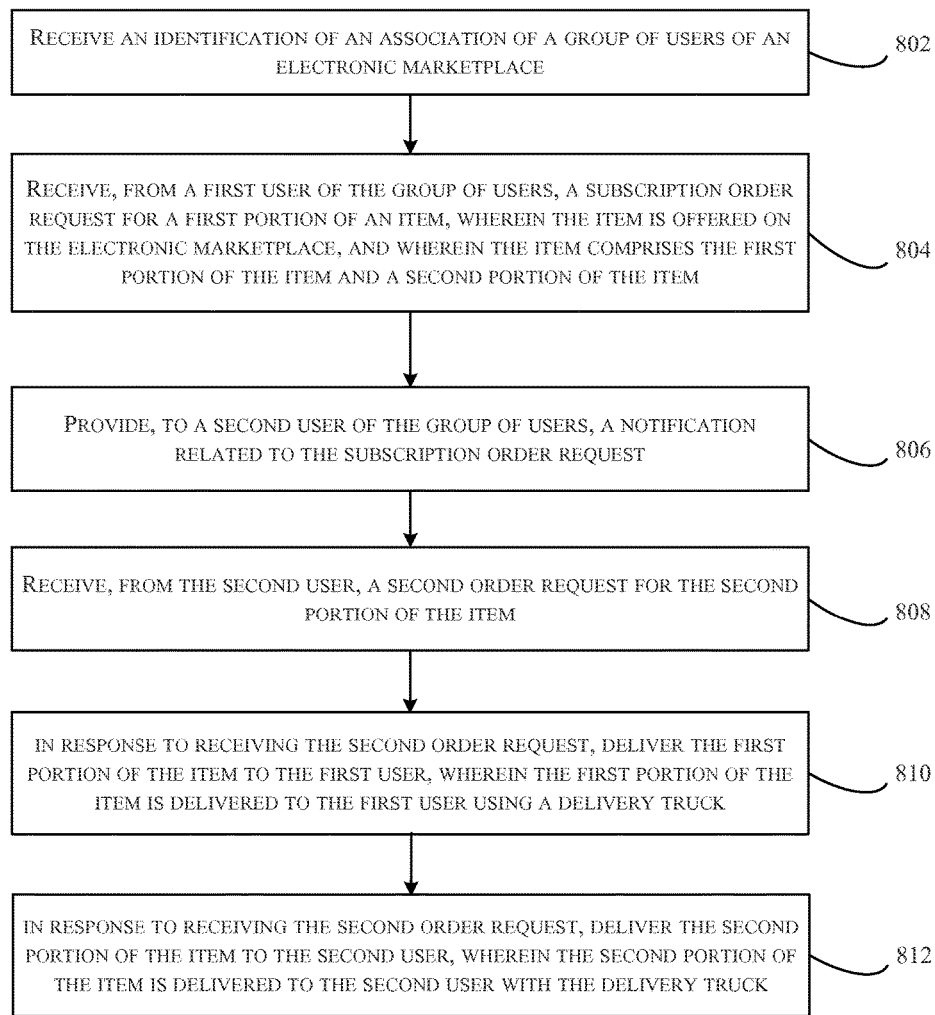 RECEIVE AN IDENTIFICATION OF AN ASSOCIATION OF A GROUP OF USERS OF AN
ELECTRONIC MARKETPLACE
802
RECEIVE, FROM A FIRST USER OF THE GROUP OF USERS, A SUBSCRIPTION ORDER
REQUEST FOR A FIRST PORTION OF AN ITEM, WHEREIN THE ITEM IS OFFERED ON
THE ELECTRONIC MARKETPLACE, AND WHEREIN THE ITEM COMPRISES THE FIRST
PORTION OF THE ITEM AND A SECOND PORTION OF THE ITEM
804
PROVIDE, TO A SECOND USER OF THE GROUP OF USERS, A NOTIFICATION
RELATED TO THE SUBSCRIPTION ORDER REQUEST
806
RECEIVE, FROM THE SECOND USER, A SECOND ORDER REQUEST FOR THE SECOND
PORTION OF THE ITEM
808
IN RESPONSE TO RECEIVING THE SECOND ORDER REQUEST, DELIVER THE FIRST
PORTION OF THE ITEM TO THE FIRST USER, WHEREIN THE FIRST PORTION OF THE
ITEM IS DELIVERED TO THE FIRST USER USING A DELIVERY TRUCK
810
IN RESPONSE TO RECEIVING THE SECOND ORDER REQUEST, DELIVER THE SECOND
PORTION OF THE ITEM TO THE SECOND USER, WHEREIN THE SECOND PORTION OF
THE ITEM IS DELIVERED TO THE SECOND USER WITH THE DELIVERY TRUCK
812